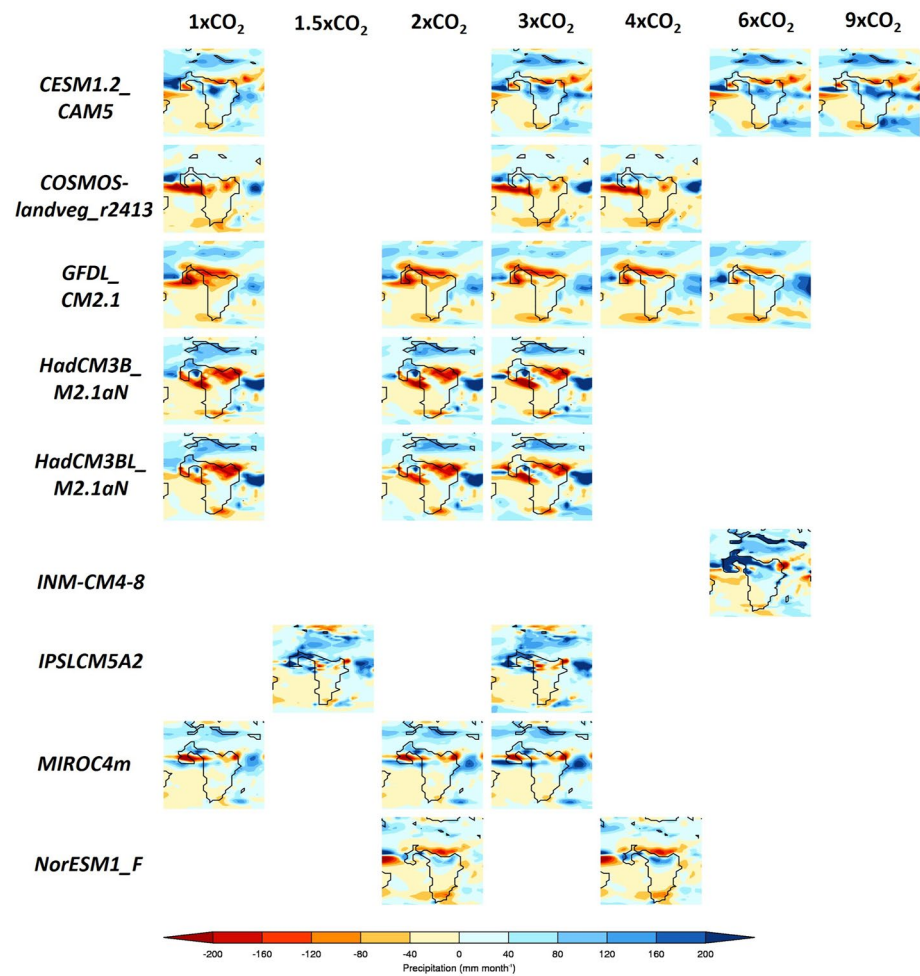 1xCO₂ 1.5xCO₂ 2xCO₂ 3xCO₂ 4xCO₂ 6xCO₂ 9xCO₂
CESM1.2_
CAM5
COSMOS-
landveg_r2413
GFDL_
CM2.1
HadCM3B_
M2.1aN
HadCM3BL_
M2.1aN
INM-CM4-8
IPSLCM5A2
MIROC4m
NorESM1_F
-200 -160 -120 -80 -40 0 40 80 120 160 200
Precipitation (mm month⁻¹)